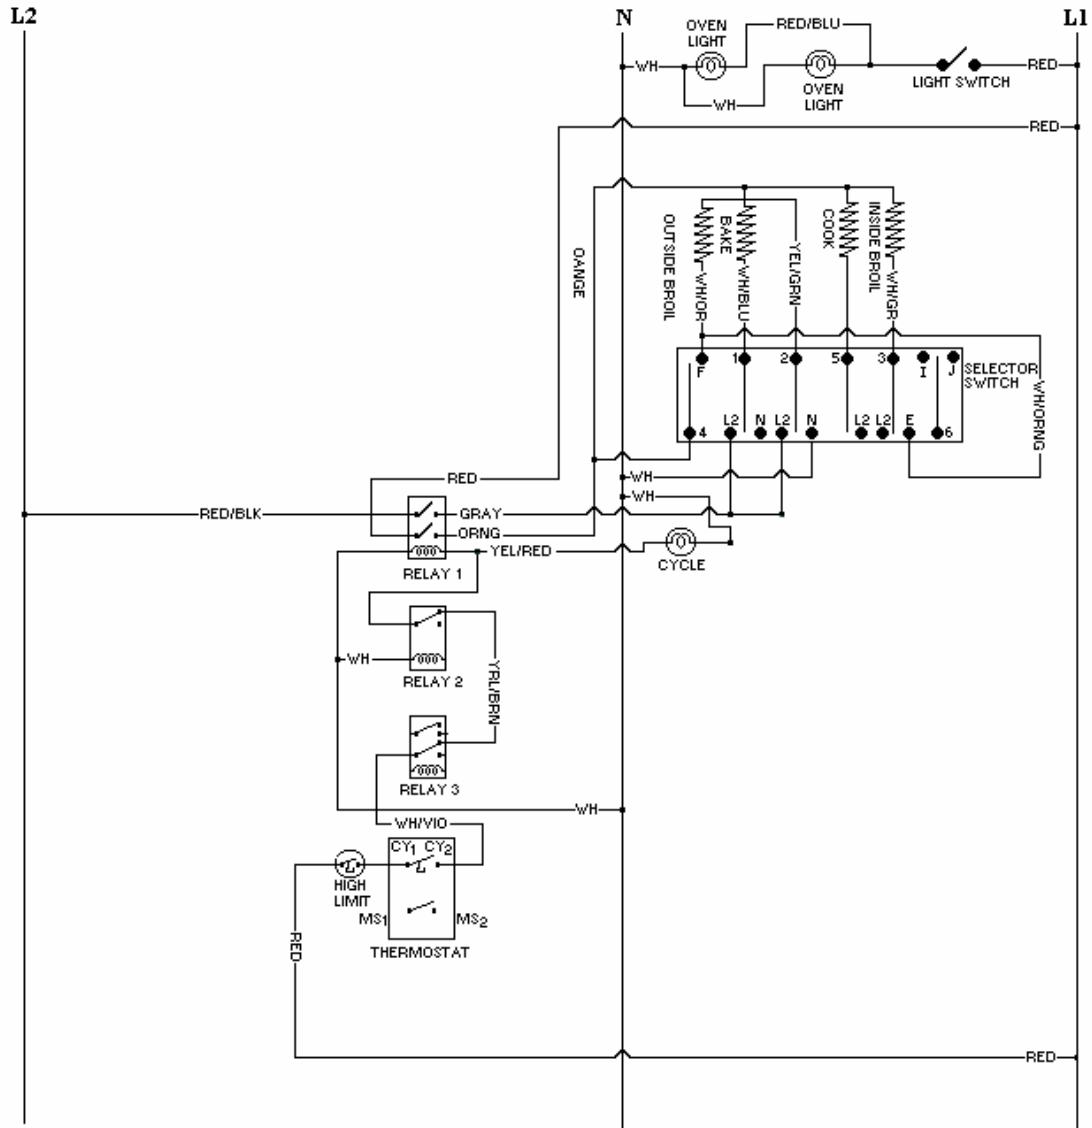 L2
N
L1
OVEN
LIGHT
RED/BLU
WH
OVEN
LIGHT
LIGHT SWITCH
RED
WH
RED
OANGE
OUTSIDE BROIL
BAKE
YEL/GRN
COOK
INSIDE BROIL
WH/OR
WH/BLU
WH/GR
F
1
2
5
3
I
J
SELECTOR
SWITCH
4
L2
N
L2
N
L2
L2
E
6
WH/ORNG
RED
WH
WH
RED/BLK
GRAY
ORNG
YEL/RED
CYCLE
RELAY 1
WH
RELAY 2
YRL/BRN
RELAY 3
WH
WH/VIO
CY1 CY2
HIGH
LIMIT
MS1
MS2
THERMOSTAT
RED
RED